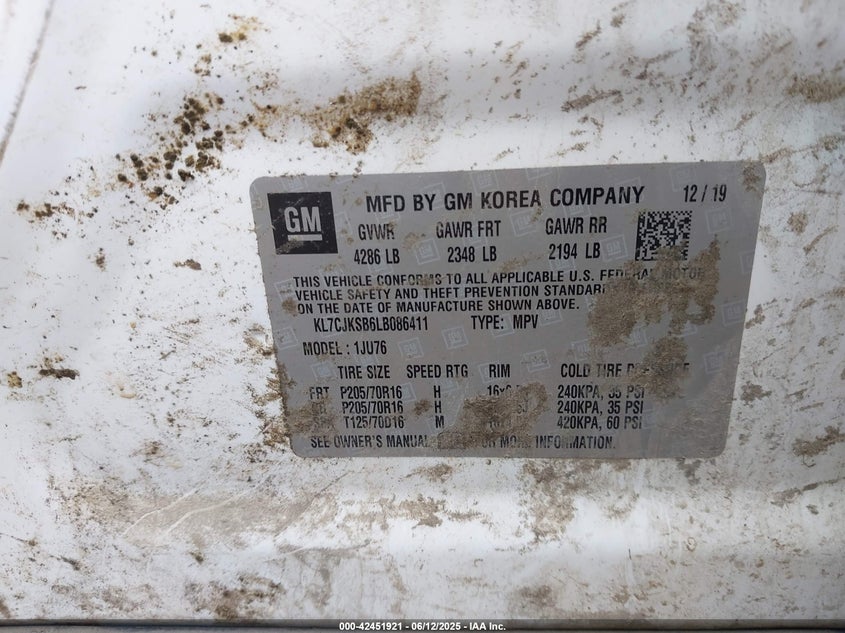 GM
MFD BY GM KOREA COMPANY 12/19
GVWR GAWR FRT GAWR RR
4286 LB 2348 LB 2194 LB
THIS VEHICLE CONFORMS TO ALL APPLICABLE U.S. FEDERAL MOTOR
VEHICLE SAFETY AND THEFT PREVENTION STANDARDS
ON THE DATE OF MANUFACTURE SHOWN ABOVE.
KL7CJKSB6LB086411 TYPE: MPV
MODEL: 1JU76
TIRE SIZE SPEED RTG RIM COLD TIRE PRESSURE
FRT P205/70R16 H 240KPA, 35 PSI
P205/70R16 H 240KPA, 35 PSI
T125/70D16 M 420KPA, 60 PSI
SEE OWNER'S MANUAL FOR MORE INFORMATION.
000-42451921 - 06/12/2025 - IAA Inc.